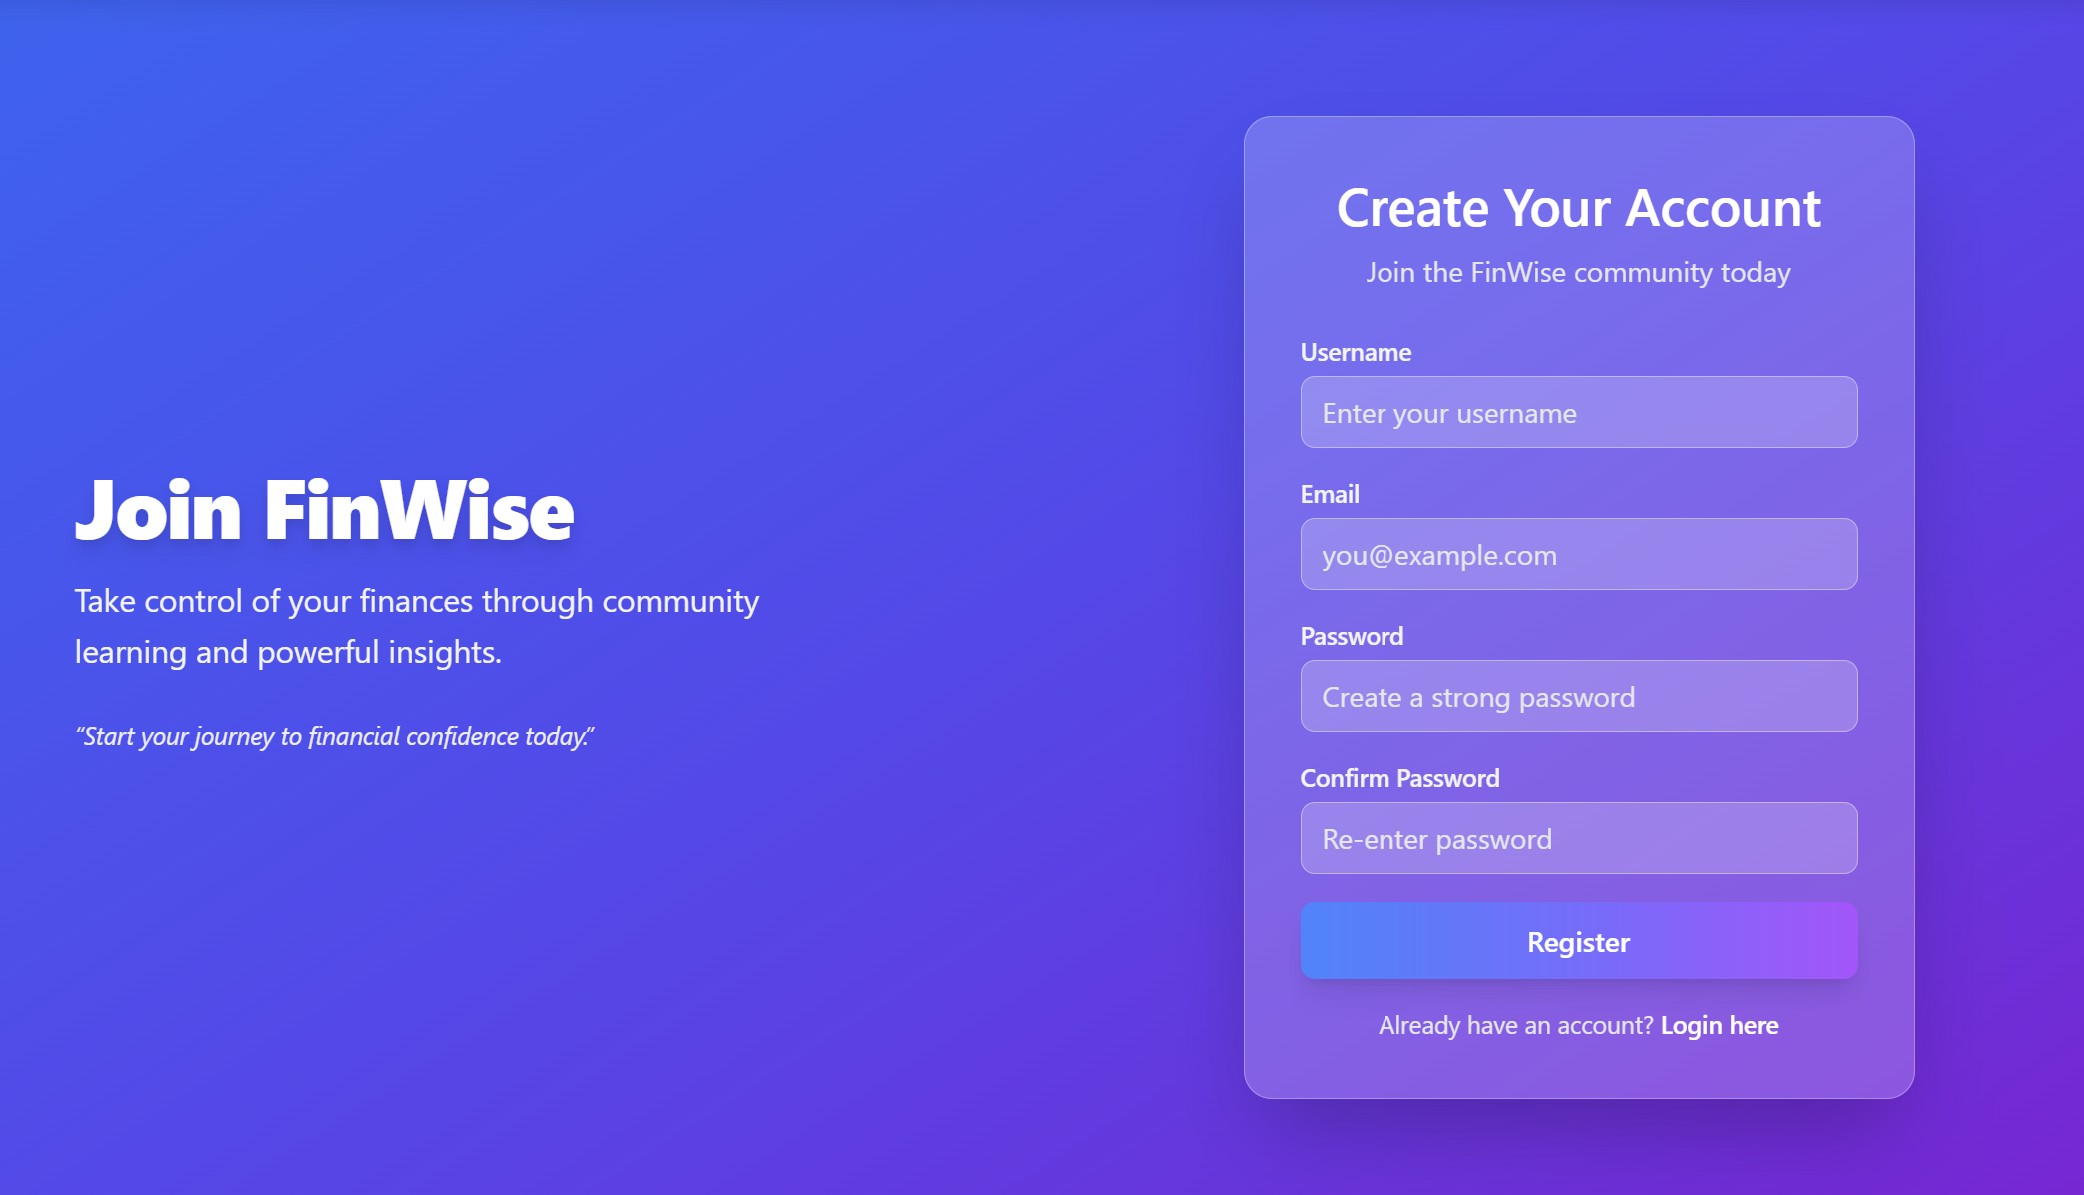 Join FinWise
Take control of your finances through community
learning and powerful insights.
“Start your journey to financial confidence today.”
Create Your Account
Join the FinWise community today
Username
Enter your username
Email
you@example.com
Password
Create a strong password
Confirm Password
Re-enter password
Register
Already have an account? Login here